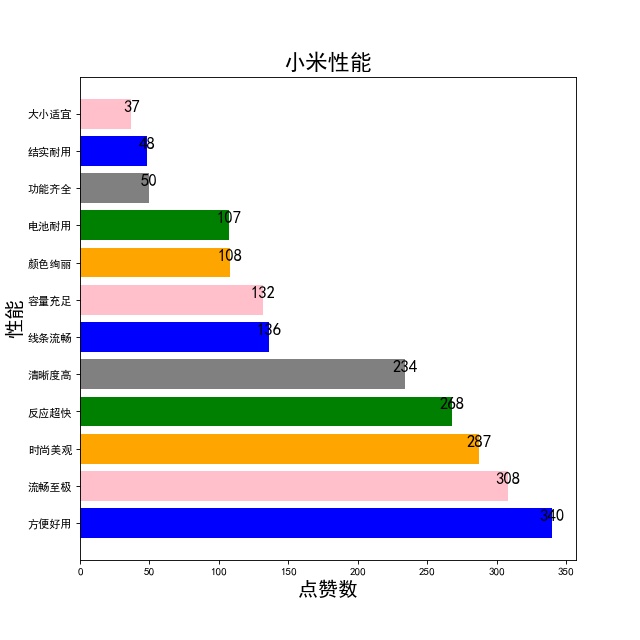 小米性能
大小适宜 37
结实耐用 48
功能齐全 50
电池耐用 107
颜色绚丽 108
容量充足 132
线条流畅 136
清晰度高 234
反应超快 268
时尚美观 287
流畅至极 308
方便好用 340
性能
0 50 100 150 200 250 300 350
点赞数